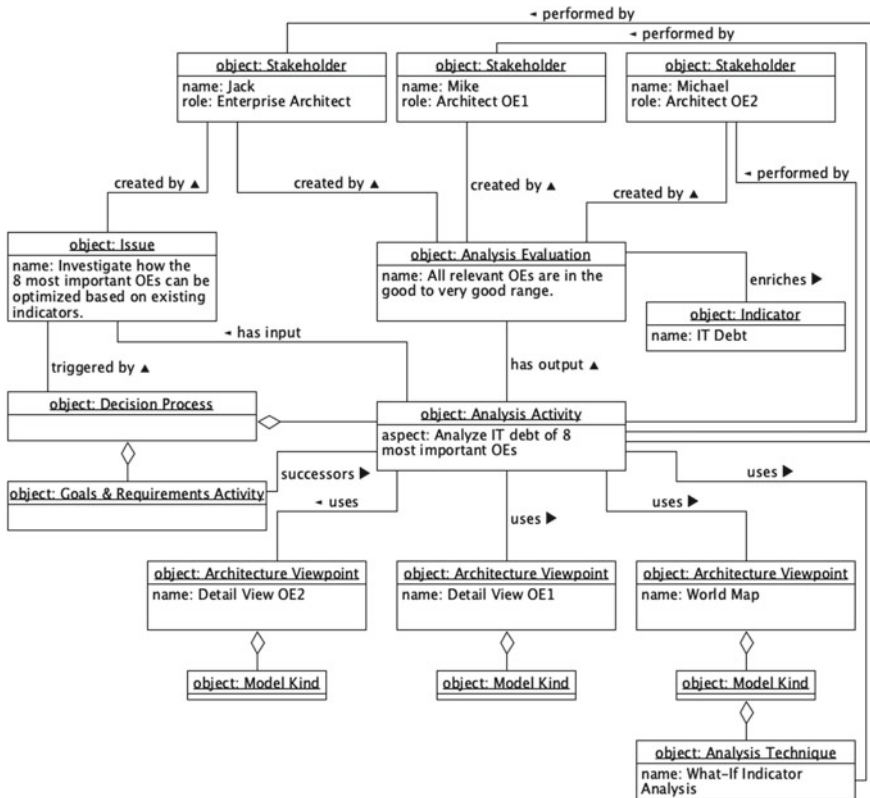 ◄ performed by
◄ performed by
object: Stakeholder
name: Jack
role: Enterprise Architect
object: Stakeholder
name: Mike
role: Architect OE1
object: Stakeholder
name: Michael
role: Architect OE2
◄ performed by
created by ▲
created by ▲
created by ▲
created by ▲
object: Issue
name: Investigate how the
8 most important OEs can be
optimized based on existing
indicators.
object: Analysis Evaluation
name: All relevant OEs are in the
good to very good range.
enriches ▶
object: Indicator
name: IT Debt
◄ has input
triggered by ▲
has output ▲
object: Decision Process
object: Analysis Activity
aspect: Analyze IT debt of 8
most important OEs
object: Goals & Requirements Activity
successors ▶
◄ uses
uses ▶
uses ▶
uses ▶
object: Architecture Viewpoint
name: Detail View OE2
object: Architecture Viewpoint
name: Detail View OE1
object: Architecture Viewpoint
name: World Map
object: Model Kind
object: Model Kind
object: Model Kind
object: Analysis Technique
name: What-If Indicator
Analysis